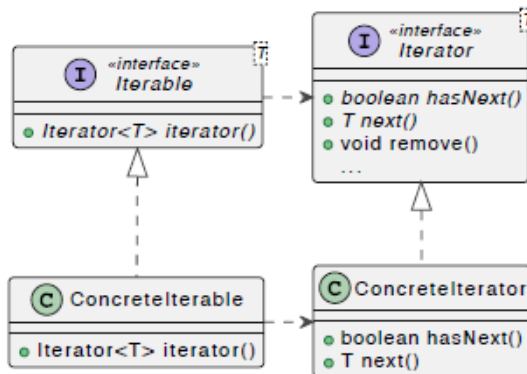 I
«interface»
Iterable
T
Iterator<T> iterator()
I
«interface»
Iterator
boolean hasNext()
T next()
void remove()
...
C ConcreteIterable
Iterator<T> iterator()
C ConcreteIterator
boolean hasNext()
T next()